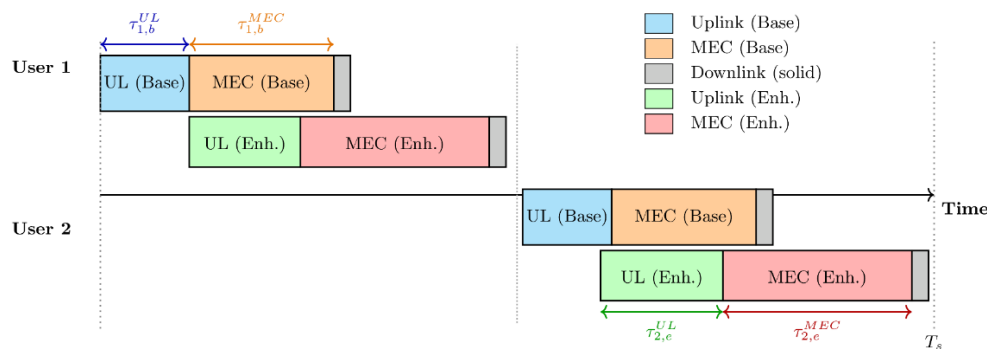 τ_{1,b}^{UL} τ_{1,b}^{MEC}
User 1
UL (Base) MEC (Base)
UL (Enh.) MEC (Enh.)
Uplink (Base)
MEC (Base)
Downlink (solid)
Uplink (Enh.)
MEC (Enh.)
Time
User 2
UL (Base) MEC (Base)
UL (Enh.) MEC (Enh.)
τ_{2,e}^{UL} τ_{2,e}^{MEC}
T_s